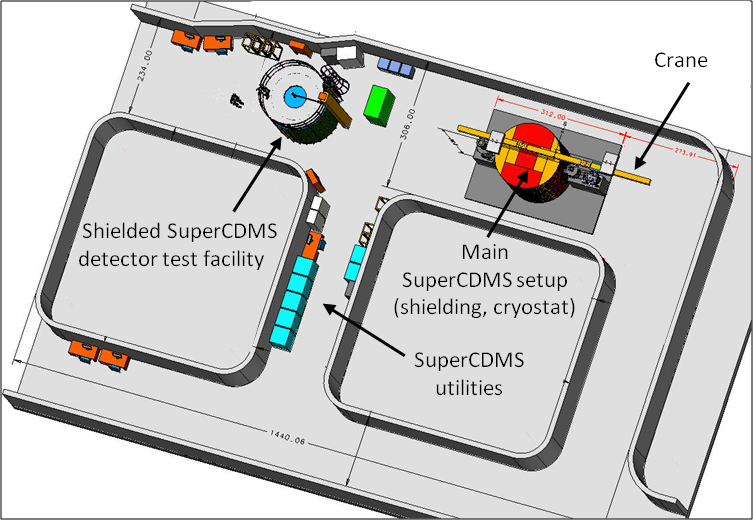 Crane
234.00
306.00
312.00
273.91
Shielded SuperCDMS
detector test facility
Main
SuperCDMS setup
(shielding, cryostat)
SuperCDMS
utilities
1440.06